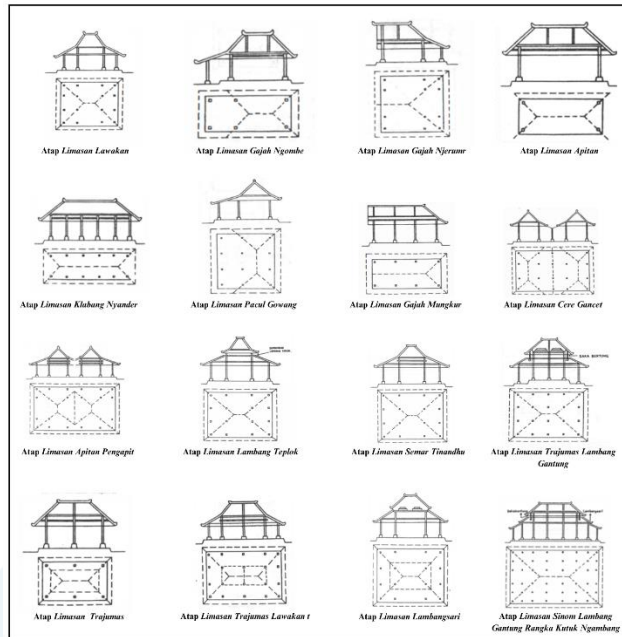 Atap Limasan Lawakan
Atap Limasan Gajah Ngombe
Atap Limasan Gajah Njerum
Atap Limasan Apitan
Atap Limasan Klabang Nyander
Atap Limasan Pacul Gowang
Atap Limasan Gajah Mungkur
Atap Limasan Cere Gancet
Atap Limasan Apitan Pengapit
Atap Limasan Lambang Teplok
Atap Limasan Semar Tinandhu
SAKA BENTUNG
Atap Limasan Trajumas Lambang
Gantung
Atap Limasan Trajumas
Atap Limasan Trajumas Lawakan t
Atap Limasan Lambangsari
Atap Limasan Sinom Lambang
Gantung Rangka Kutuk Ngambang